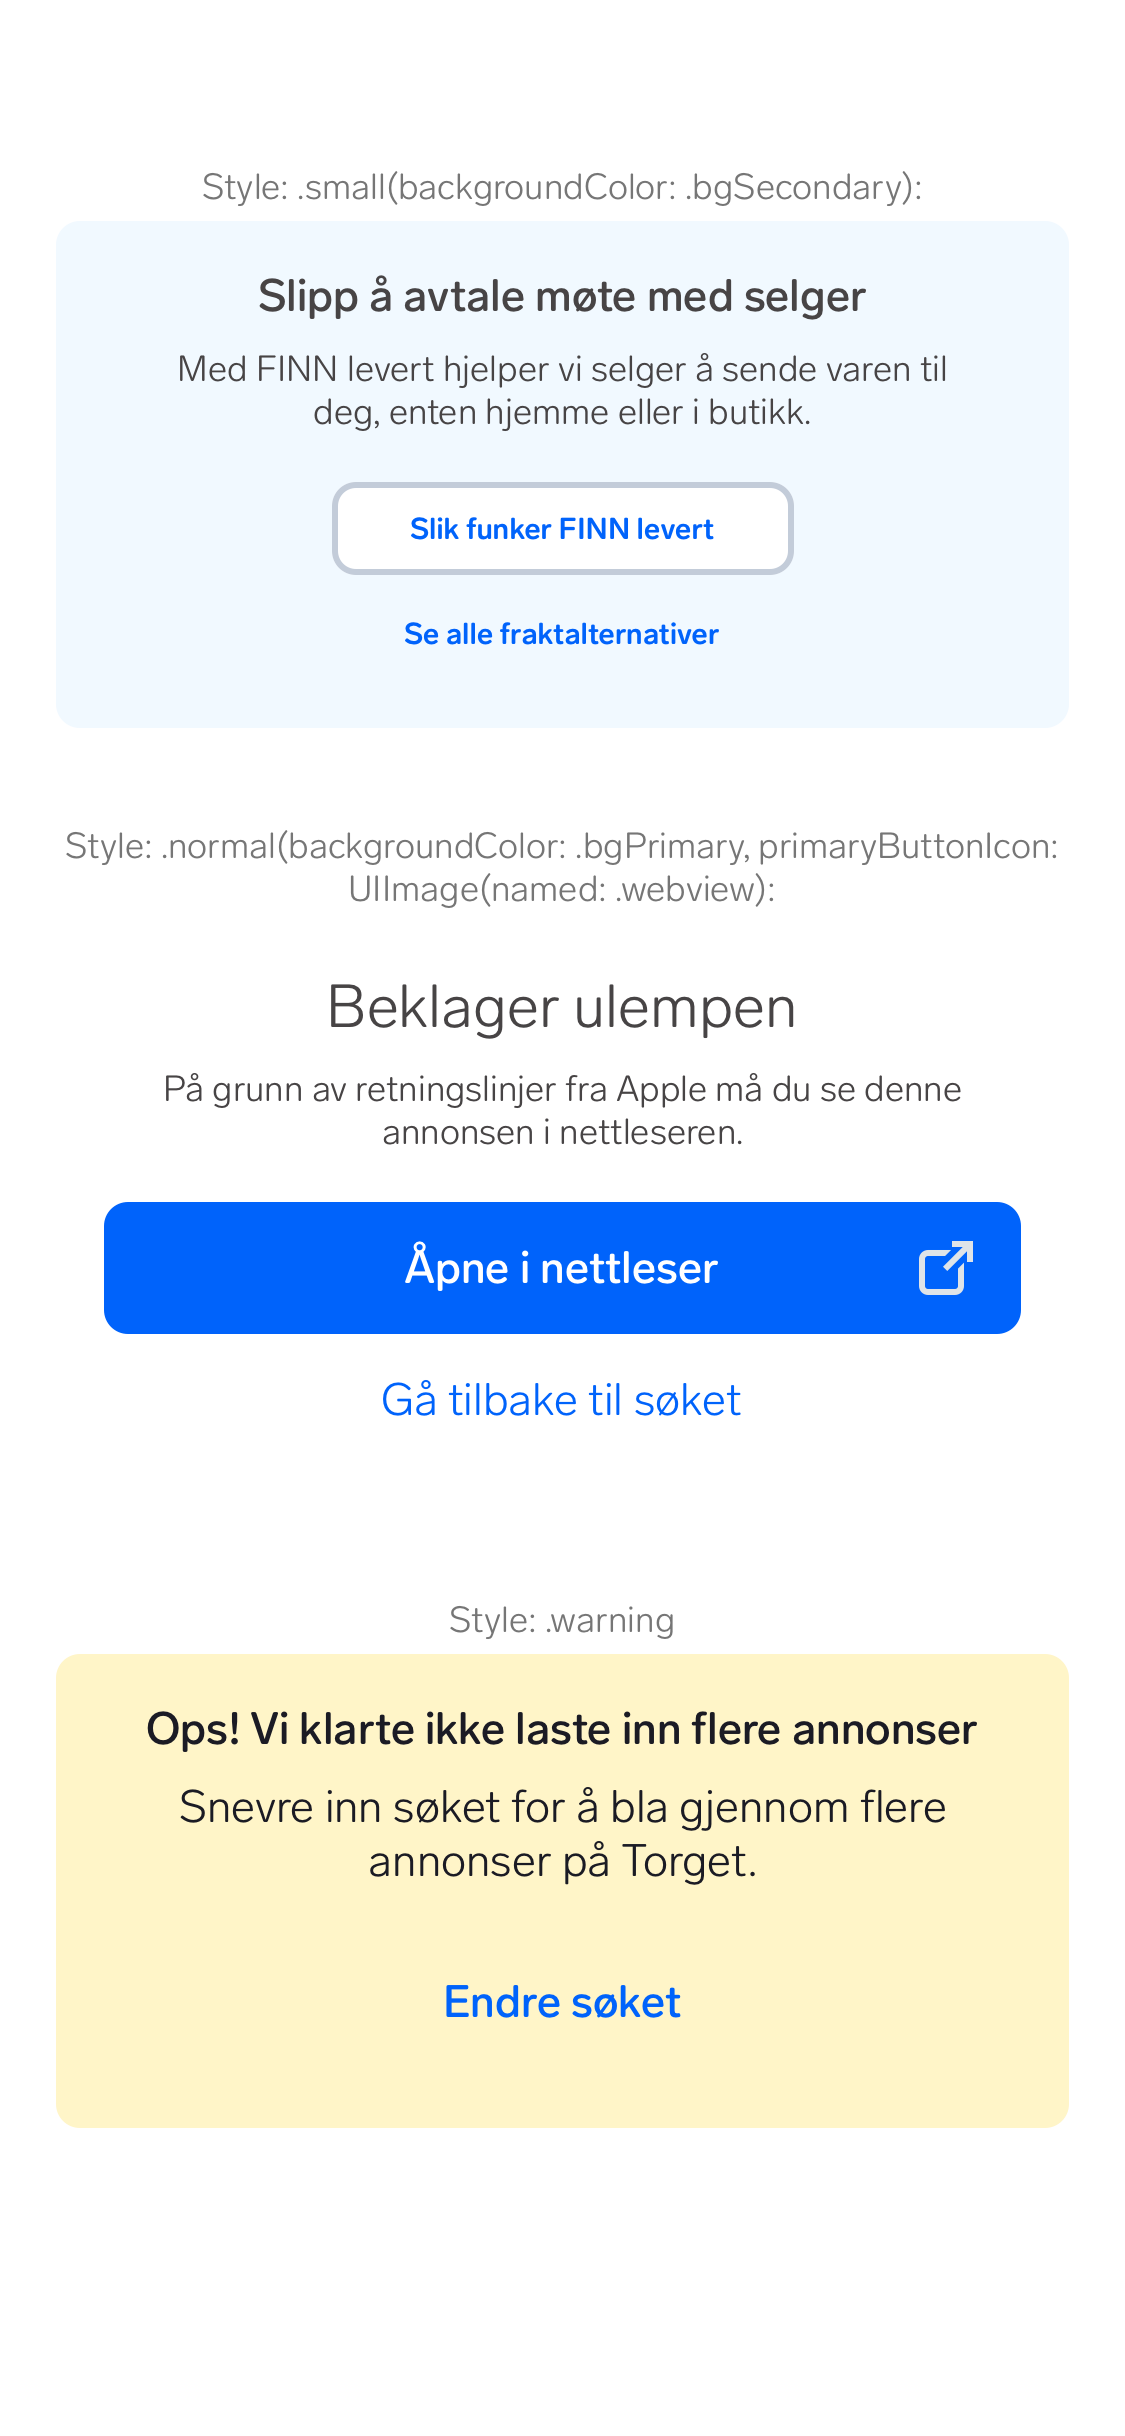 Style: .small(backgroundColor: .bgSecondary):
Slipp å avtale møte med selger
Med FINN levert hjelper vi selger å sende varen til
deg, enten hjemme eller i butikk.
Slik funker FINN levert
Se alle fraktalternativer
Style: .normal(backgroundColor: .bgPrimary, primaryButtonIcon:
UIImage(named: .webview):
Beklager ulempen
På grunn av retningslinjer fra Apple må du se denne
annonsen i nettleseren.
Åpne i nettleser
Gå tilbake til søket
Style: .warning
Ops! Vi klarte ikke laste inn flere annonser
Snevre inn søket for å bla gjennom flere
annonser på Torget.
Endre søket